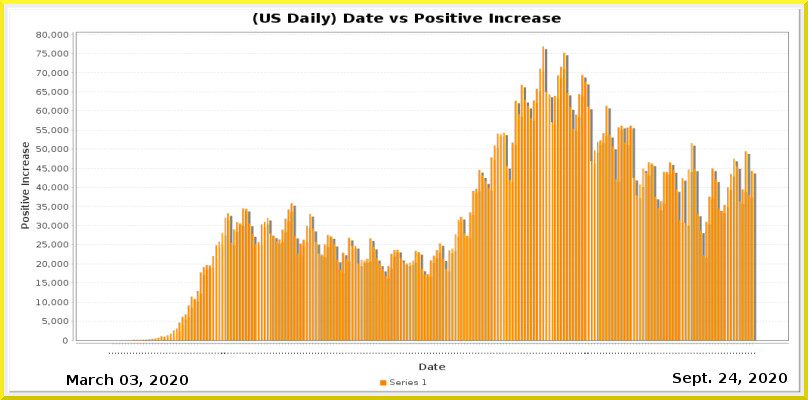 (US Daily) Date vs Positive Increase
Positive Increase
80,000
75,000
70,000
65,000
60,000
55,000
50,000
45,000
40,000
35,000
30,000
25,000
20,000
15,000
10,000
5,000
0
Date
March 03, 2020
Sept. 24, 2020
Series 1